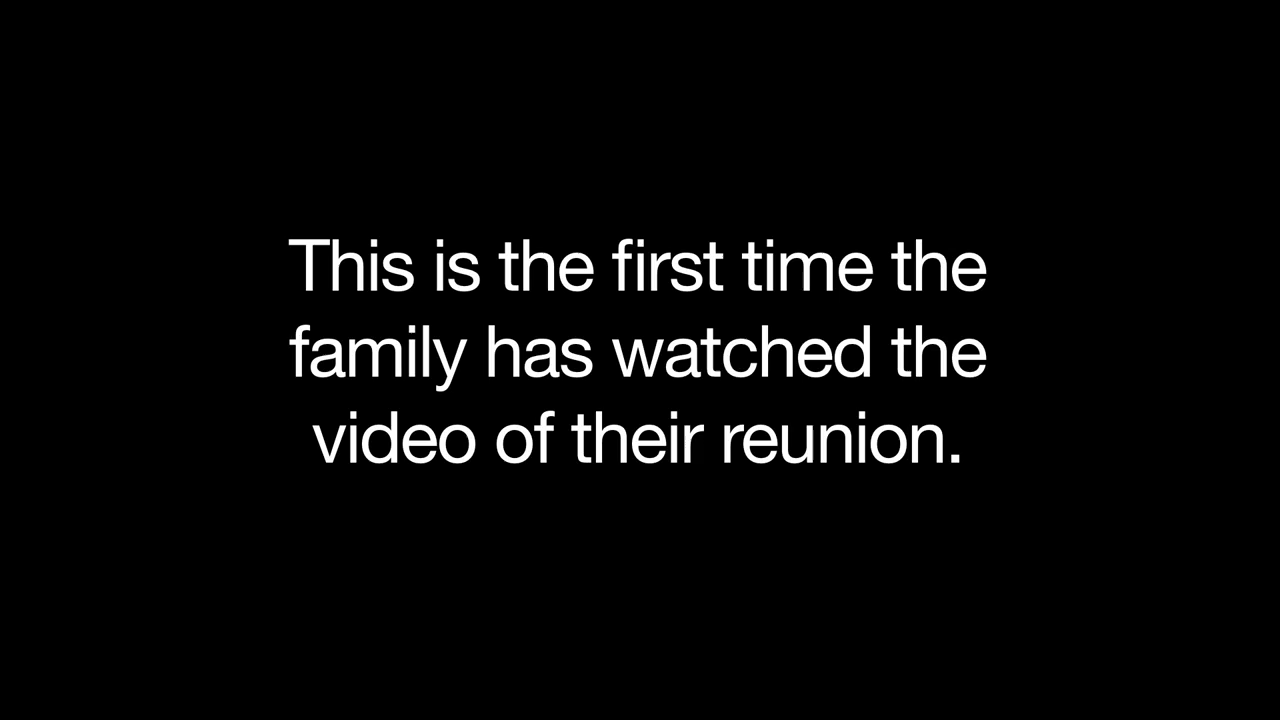 This is the first time the
family has watched the
video of their reunion.